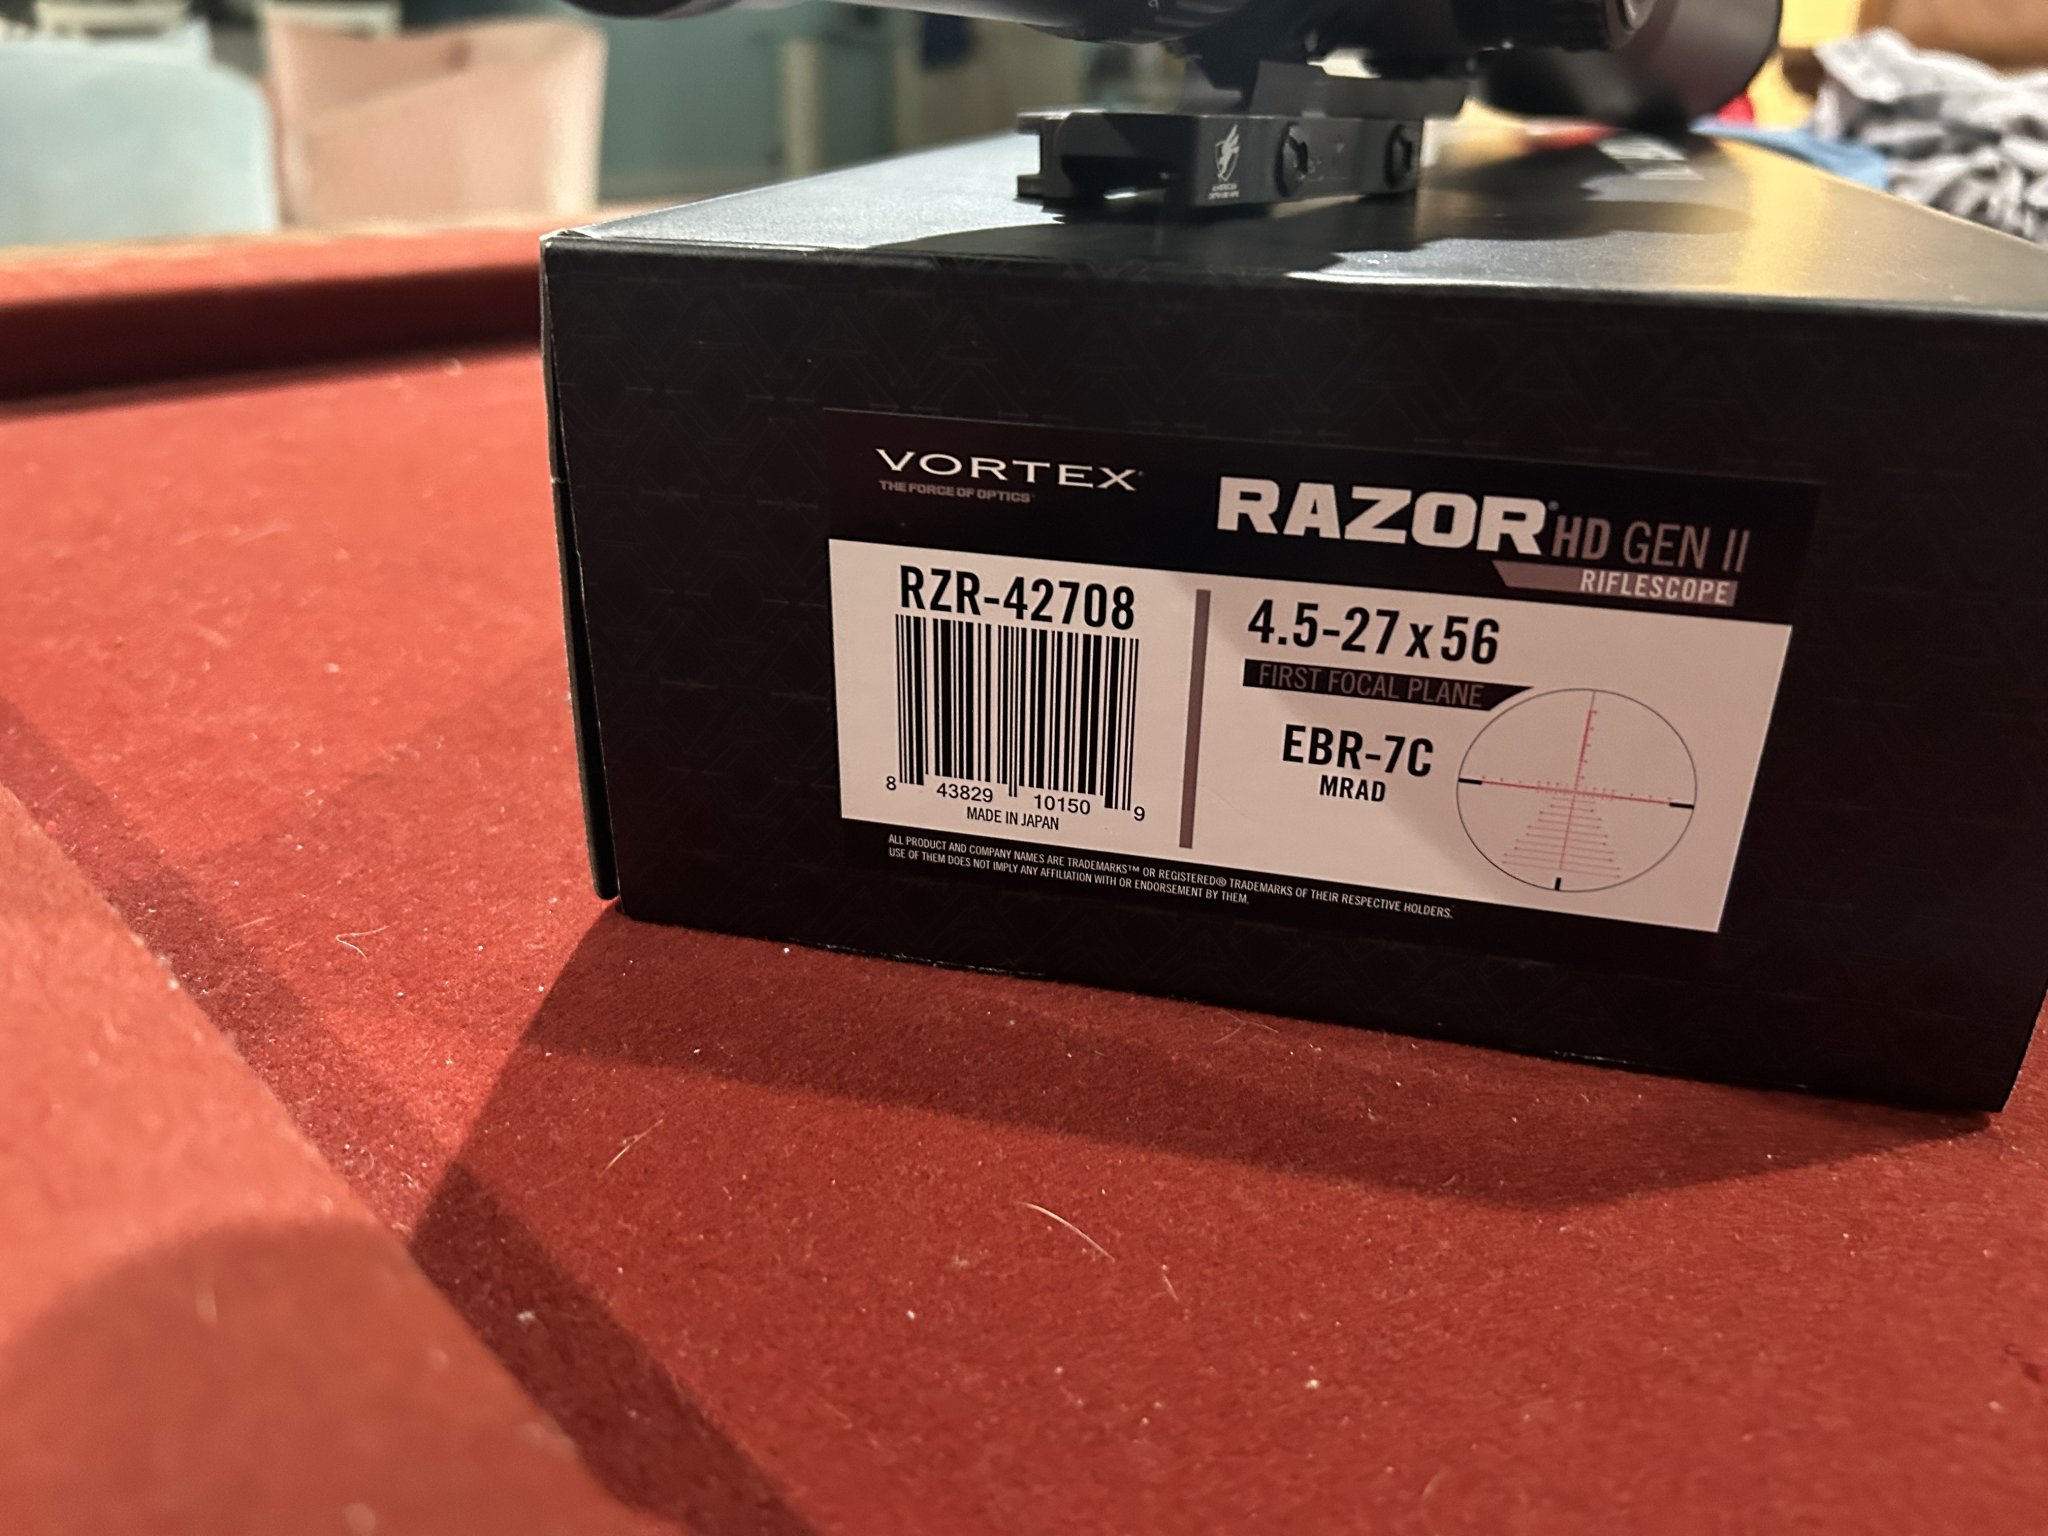 VORTEX®
THE FORCE OF OPTICS™
RAZOR® HD GEN II
RIFLESCOPE
RZR-42708
8 43829 10150 9
MADE IN JAPAN
4.5-27x56
FIRST FOCAL PLANE
EBR-7C
MRAD
ALL PRODUCT AND COMPANY NAMES ARE TRADEMARKS™ OR REGISTERED® TRADEMARKS OF THEIR RESPECTIVE HOLDERS.
USE OF THEM DOES NOT IMPLY ANY AFFILIATION WITH OR ENDORSEMENT BY THEM.